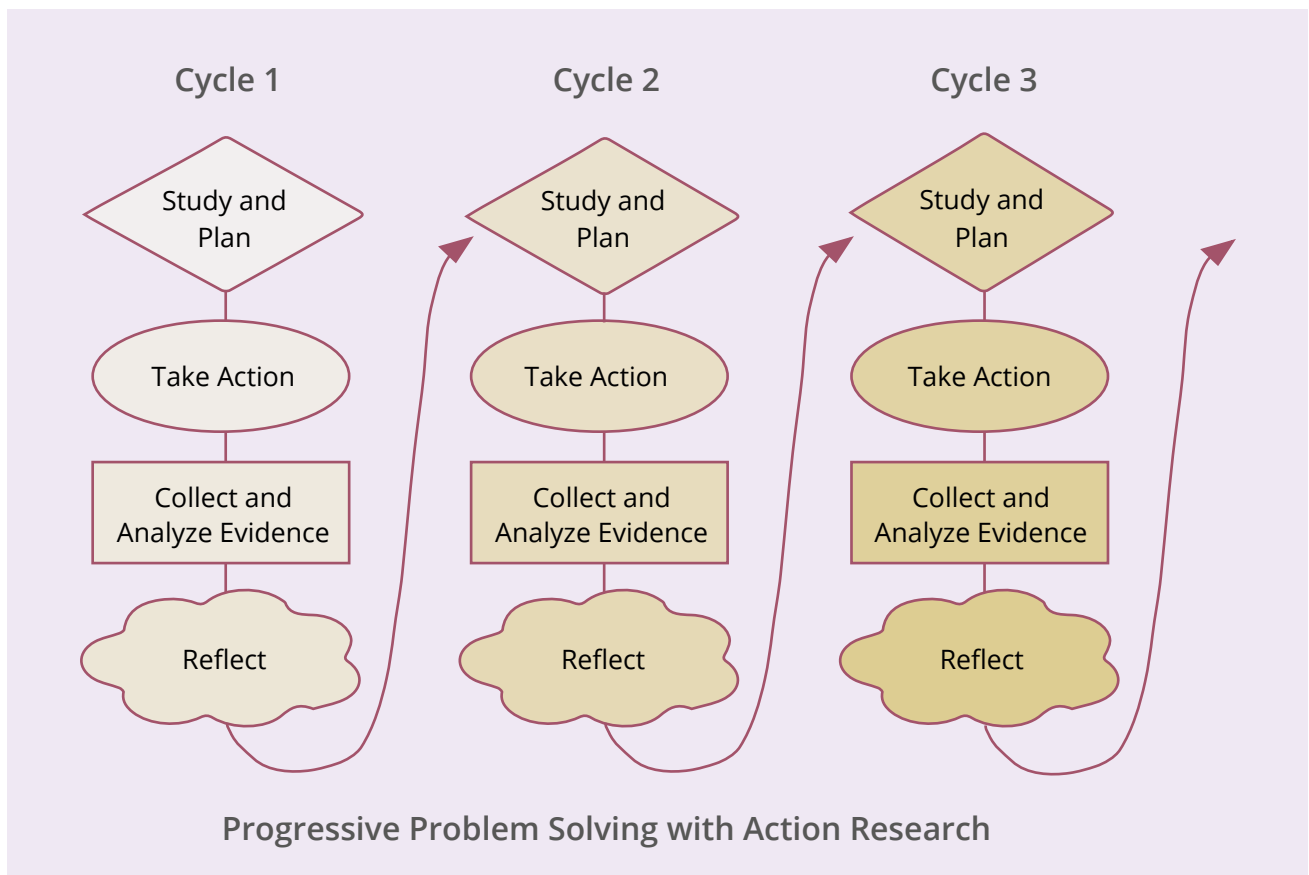 Cycle 1
Study and
Plan
Take Action
Collect and
Analyze Evidence
Reflect
Cycle 2
Study and
Plan
Take Action
Collect and
Analyze Evidence
Reflect
Cycle 3
Study and
Plan
Take Action
Collect and
Analyze Evidence
Reflect
Progressive Problem Solving with Action Research